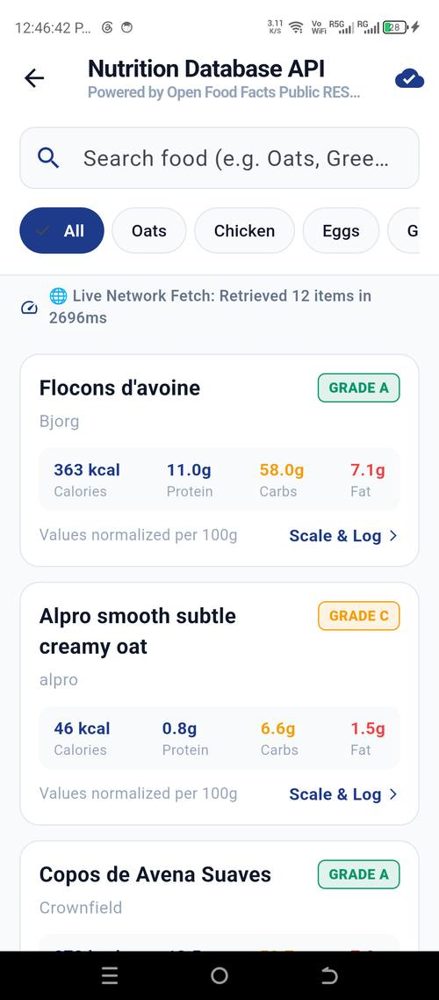 12:46:42 P...
3.11 K/S
Vo WiFi
R5G
RG
28
Nutrition Database API
Powered by Open Food Facts Public RES...
Search food (e.g. Oats, Gree...
All
Oats
Chicken
Eggs
G
🌐 Live Network Fetch: Retrieved 12 items in
2696ms
Flocons d'avoine
GRADE A
Bjorg
363 kcal 11.0g 58.0g 7.1g
Calories Protein Carbs Fat
Values normalized per 100g
Scale & Log
Alpro smooth subtle
creamy oat
GRADE C
alpro
46 kcal 0.8g 6.6g 1.5g
Calories Protein Carbs Fat
Values normalized per 100g
Scale & Log
Copos de Avena Suaves
GRADE A
Crownfield